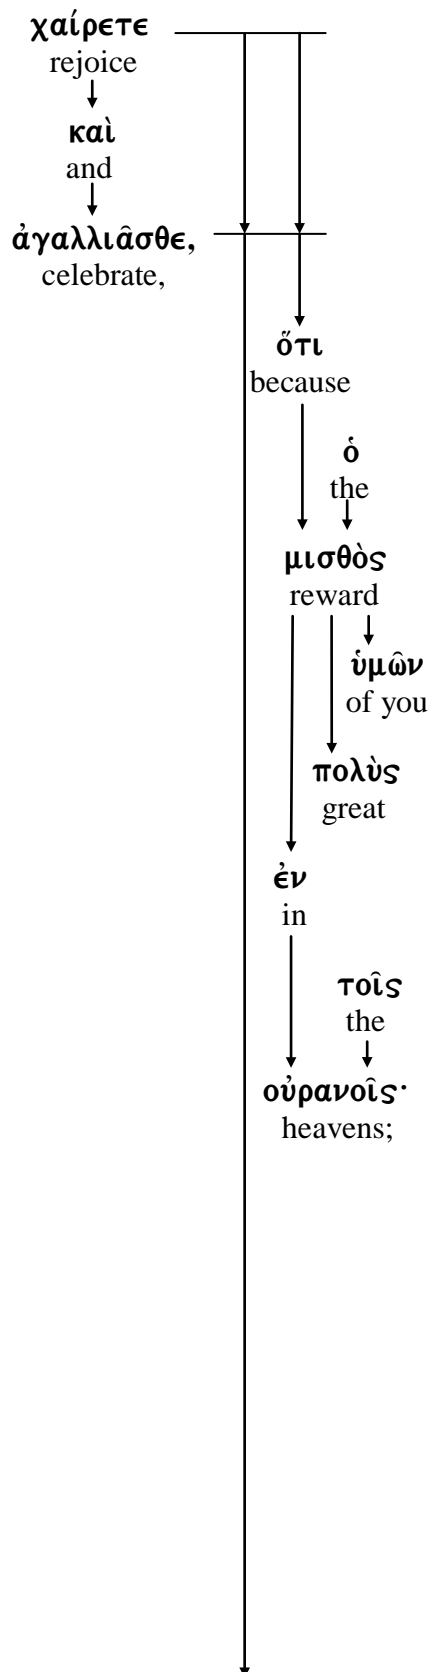 χαίρετε
rejoice
καὶ
and
ἀγαλλιᾶσθε,
celebrate,
ὅτι
because
ὁ
the
μισθὸς
reward
ὑμῶν
of you
πολὺς
great
ἐν
in
τοῖς
the
οὐρανοῖς·
heavens;